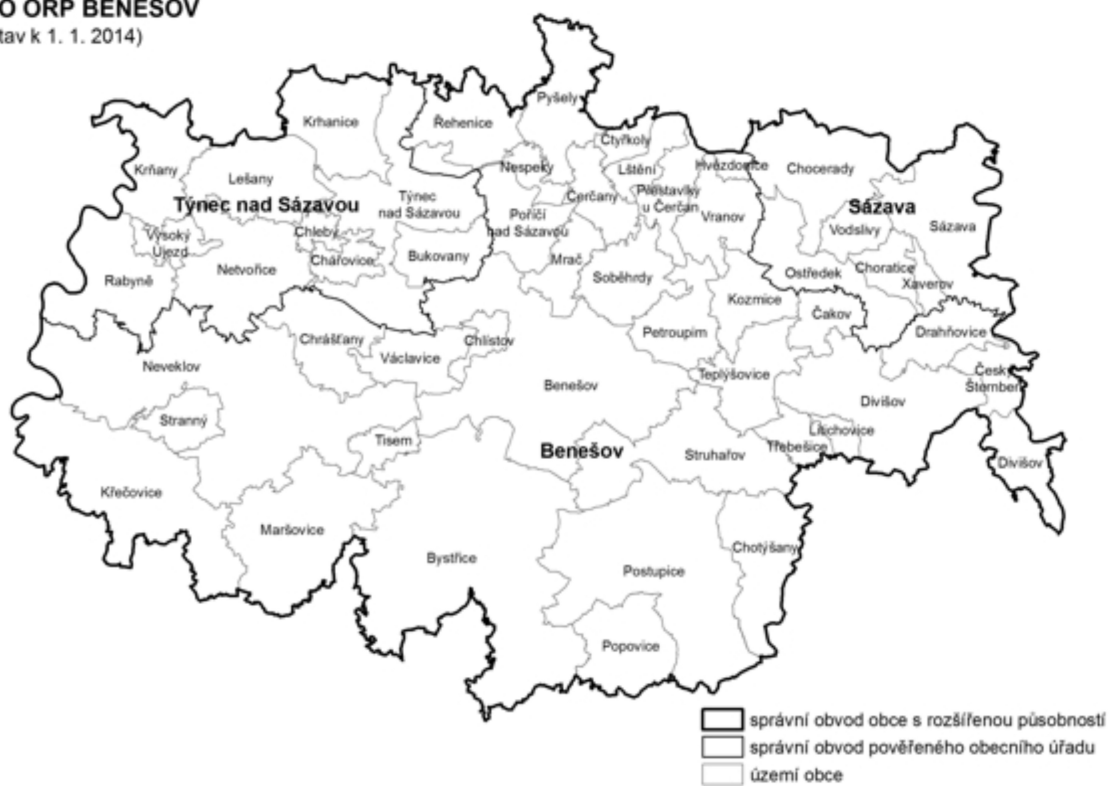 O ORP BENEŠOV
tav k 1. 1. 2014)
Pyšely
Krhanice
Řehenice
Čtyřkoly
Hvězdonice
Chocerady
Krňany
Lešany
Nespeky
Lštění
Čerčany
Přestavlky
u Čerčan
Týnec nad Sázavou
Týnec
nad Sázavou
Poříčí
nad Sázavou
Vranov
Sázava
Vodslivy
Sázava
Vysoký
Újezd
Chleby
Chářovice
Bukovany
Mrač
Netvořice
Rabyně
Soběhrdy
Ostředek
Choratice
Xaverov
Kozmice
Čakov
Petroupim
Drahňovice
Chrášťany
Chlístov
Václavice
Neveklov
Teplýšovice
Český
Šternber
Benešov
Divišov
Stranný
Tisem
Litichovice
Třebešice
Benešov
Struhařov
Divišov
Křečovice
Maršovice
Chotýšany
Bystřice
Postupice
Popovice
správní obvod obce s rozšířenou působností
správní obvod pověřeného obecního úřadu
území obce